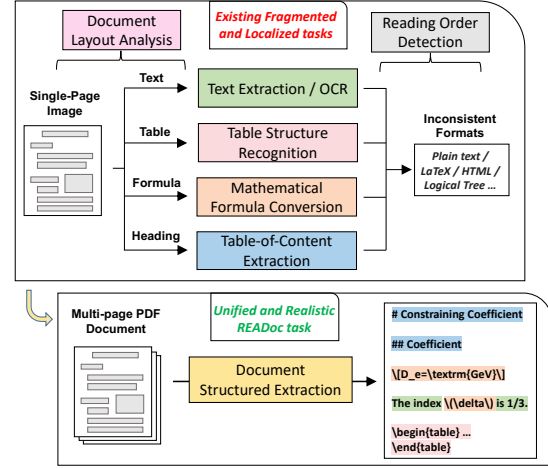 Document
Layout Analysis
Existing Fragmented
and Localized tasks
Reading Order
Detection
Single-Page
Image
Text
Text Extraction / OCR
Table
Table Structure
Recognition
Formula
Mathematical
Formula Conversion
Heading
Table-of-Content
Extraction
Inconsistent
Formats
Plain text /
LaTeX / HTML /
Logical Tree ...
Multi-page PDF
Document
Unified and Realistic
READoc task
Document
Structured Extraction
# Constraining Coefficient
## Coefficient
\[D_e=\textrm{GeV}\]
The index \(\delta\) is 1/3.
\begin{table} ...
\end{table}